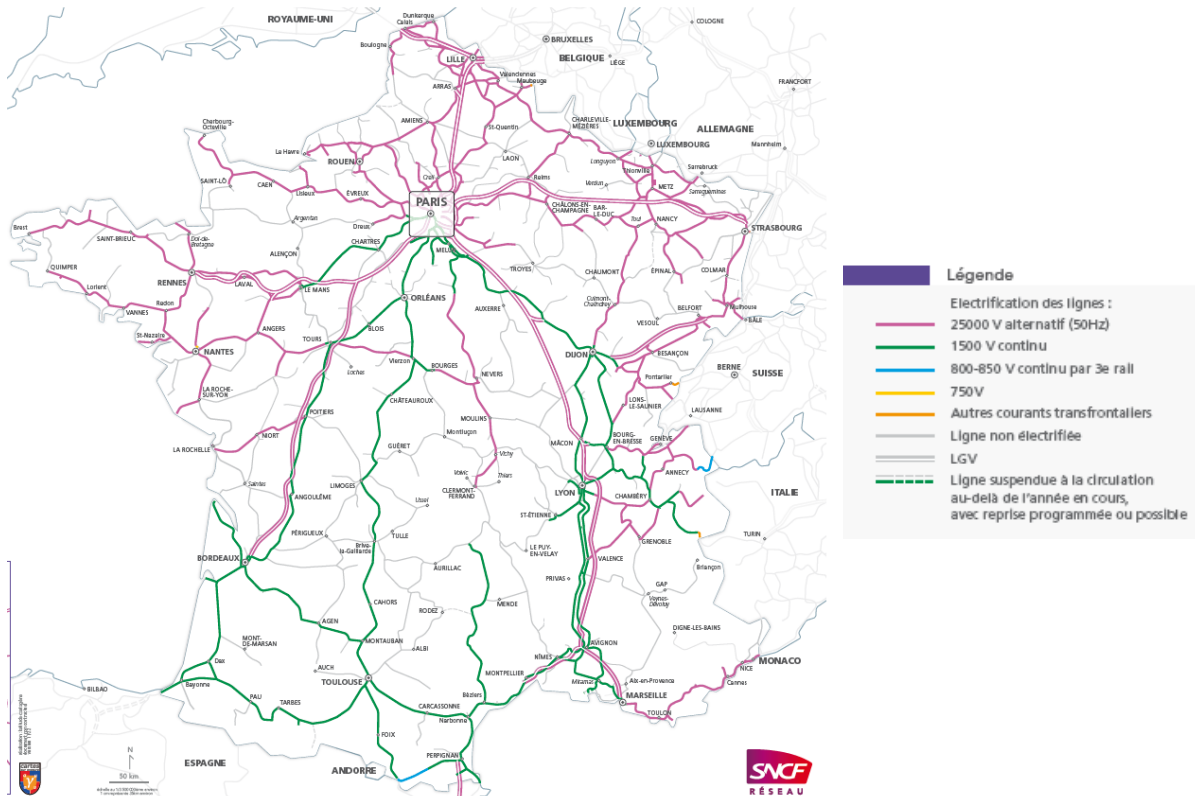 ROYAUME-UNI
Dunkerque
Calais
COLOGNE
BRUXELLES
Boulogne
LILLE
BELGIQUE
LIÈGE
Valenciennes
Maubeuge
FRANCFORT
ARRAS
Cherbourg-
Octeville
AMIENS
St-Quentin
CHARLEVILLE-
MÉZIÈRES
LUXEMBOURG
ALLEMAGNE
LUXEMBOURG
Mannheim
Le Havre
ROUEN
LAON
Longuyon
Thionville
Sarrebruck
SAINT-LÔ
CAEN
Lisieux
ÉVREUX
Creil
Reims
Verdun
METZ
Sarreguemines
PARIS
CHÂLONS-EN-
CHAMPAGNE
BAR-
LE-DUC
Toul
NANCY
STRASBOURG
Brest
SAINT-BRIEUC
Dol-de-
Bretagne
Argentan
Dreux
CHARTRES
ALENÇON
QUIMPER
Lorient
VANNES
Redon
RENNES
LAVAL
LE MANS
ORLÉANS
TROYES
CHAUMONT
Culmont-
Chalindrey
ÉPINAL
COLMAR
AUXERRE
BELFORT
Mulhouse
BÂLE
VESOUL
St-Nazaire
NANTES
ANGERS
TOURS
BLOIS
Loches
Vierzon
BOURGES
NEVERS
DIJON
BESANÇON
BERNE
SUISSE
Pontarlier
LA ROCHE-
SUR-YON
CHÂTEAUROUX
MOULINS
LONS-
LE-SAUNIER
LAUSANNE
POITIERS
NIORT
LA ROCHELLE
Montluçon
GUÉRET
MÂCON
BOURG-
EN-BRESSE
GENÈVE
Vichy
Volvic
Thiers
CLERMONT-
FERRAND
ANNECY
Saintes
ANGOULÊME
LIMOGES
Ussel
LYON
CHAMBÉRY
ITALIE
ST-ÉTIENNE
PÉRIGUEUX
TULLE
Brive-
la-Gaillarde
LE PUY-
EN-VELAY
GRENOBLE
TURIN
BORDEAUX
AURILLAC
VALENCE
PRIVAS
Briançon
GAP
Veynes-
Dévoluy
CAHORS
RODEZ
MENDE
AGEN
MONTAUBAN
ALBI
DIGNE-LES-BAINS
MONT-
DE-MARSAN
AVIGNON
NÎMES
MONACO
Dax
AUCH
TOULOUSE
MONTPELLIER
Miramas
Aix-en-Provence
NICE
Cannes
MARSEILLE
TOULON
BILBAO
Bayonne
PAU
TARBES
Béziers
CARCASSONNE
Narbonne
FOIX
PERPIGNAN
ESPAGNE
ANDORRE
N
50 km
SNCF
RÉSEAU
Légende
Electrification des lignes :
25000 V alternatif (50Hz)
1500 V continu
800-850 V continu par 3e rail
750V
Autres courants transfrontaliers
Ligne non électrifiée
LGV
Ligne suspendue à la circulation
au-delà de l'année en cours,
avec reprise programmée ou possible